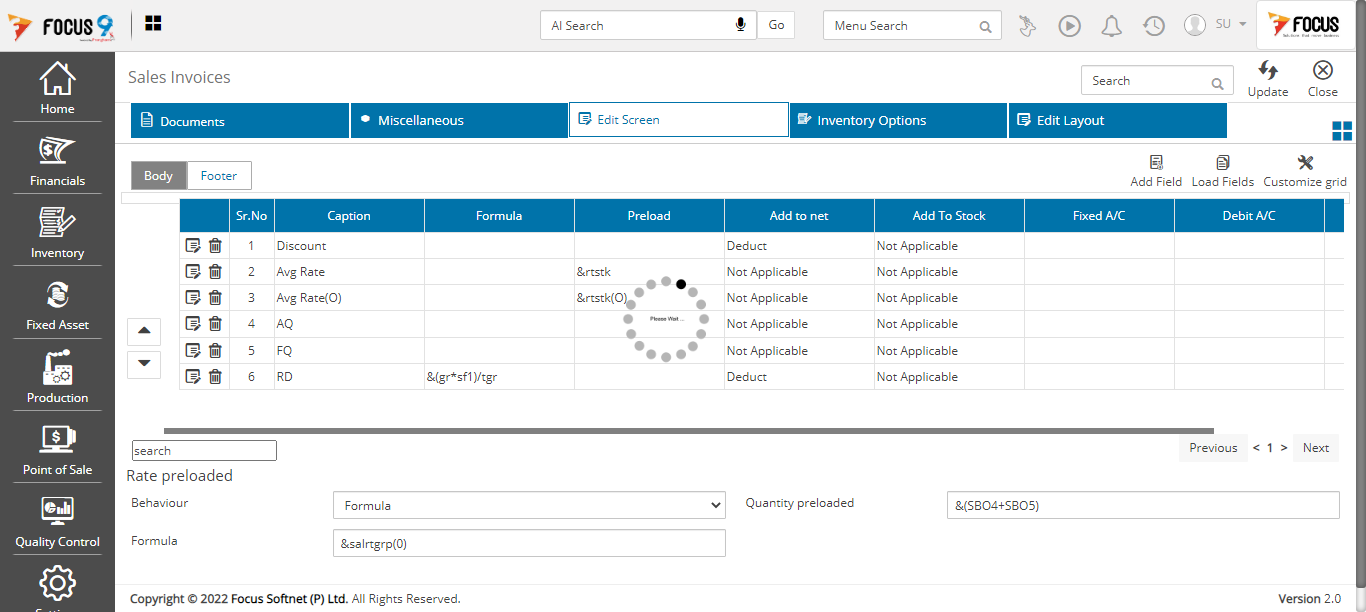 FOCUS 9
AI Search
Go
Menu Search
SU
FOCUS
Home
Financials
Inventory
Fixed Asset
Production
Point of Sale
Quality Control
Sales Invoices
Search
Update
Close
Documents
Miscellaneous
Edit Screen
Inventory Options
Edit Layout
Body
Footer
Add Field
Load Fields
Customize grid
Sr.No Caption Formula Preload Add to net Add To Stock Fixed A/C Debit A/C
1 Discount Deduct Not Applicable
2 Avg Rate &rtstk Not Applicable Not Applicable
3 Avg Rate(O) &rtstk(O) Not Applicable Not Applicable
4 AQ Not Applicable Not Applicable
5 FQ Not Applicable Not Applicable
6 RD &(gr*sf1)/tgr Deduct Not Applicable
Please Wait ...
search
Previous < 1 > Next
Rate preloaded
Behaviour Formula Quantity preloaded &(SBO4+SBO5)
Formula &salrtgrp(0)
Copyright © 2022 Focus Softnet (P) Ltd. All Rights Reserved. Version 2.0